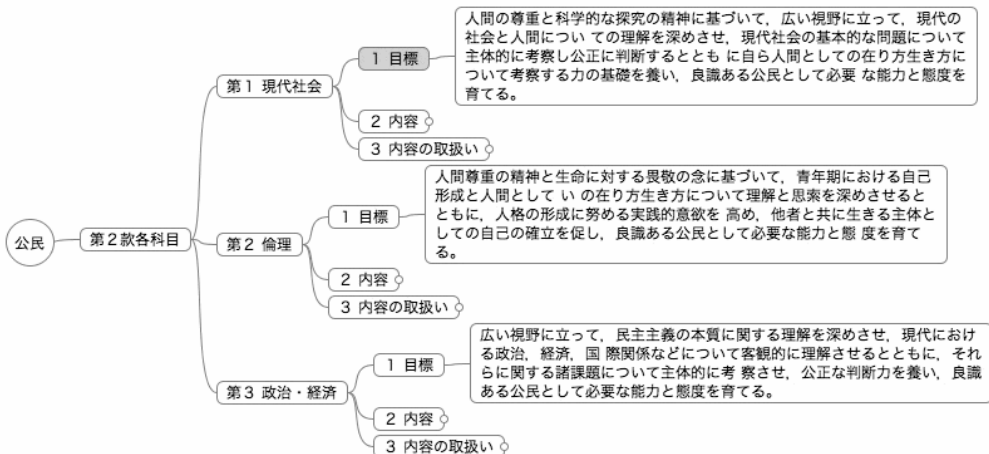 人間の尊重と科学的な探究の精神に基づいて，広い視野に立って，現代の
社会と人間につい ての理解を深めさせ，現代社会の基本的な問題について
主体的に考察し公正に判断するととも に自ら人間としての在り方生き方に
ついて考察する力の基礎を養い，良識ある公民として必要 な能力と態度を
育てる。
1 目標
第1 現代社会
2 内容
3 内容の取扱い
人間尊重の精神と生命に対する畏敬の念に基づいて，青年期における自己
形成と人間として い の在り方生き方について理解と思索を深めさせると
ともに，人格の形成に努める実践的意欲を 高め，他者と共に生きる主体と
しての自己の確立を促し，良識ある公民として必要な能力と態 度を育て
る。
1 目標
公民
第2款各科目
第2 倫理
2 内容
3 内容の取扱い
広い視野に立って，民主主義の本質に関する理解を深めさせ，現代におけ
る政治，経済，国 際関係などについて客観的に理解させるとともに，それ
らに関する諸課題について主体的に考 察させ，公正な判断力を養い，良識
ある公民として必要な能力と態度を育てる。
1 目標
第3 政治・経済
2 内容
3 内容の取扱い